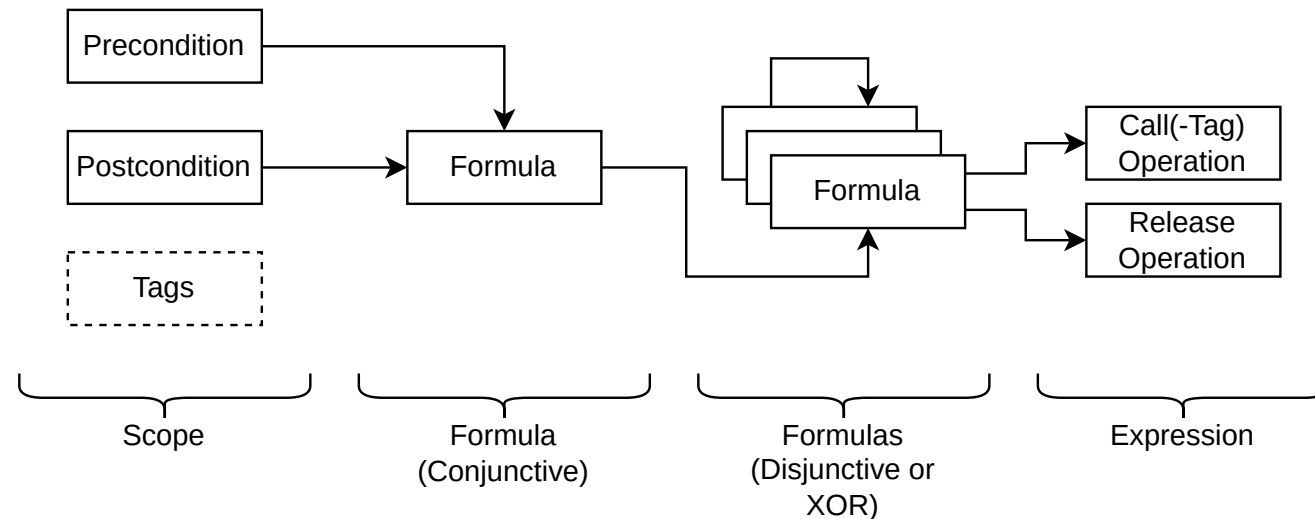 Precondition
Postcondition
Tags
Formula
Formula
Call(-Tag)
Operation
Release
Operation
Scope
Formula
(Conjunctive)
Formulas
(Disjunctive or
XOR)
Expression